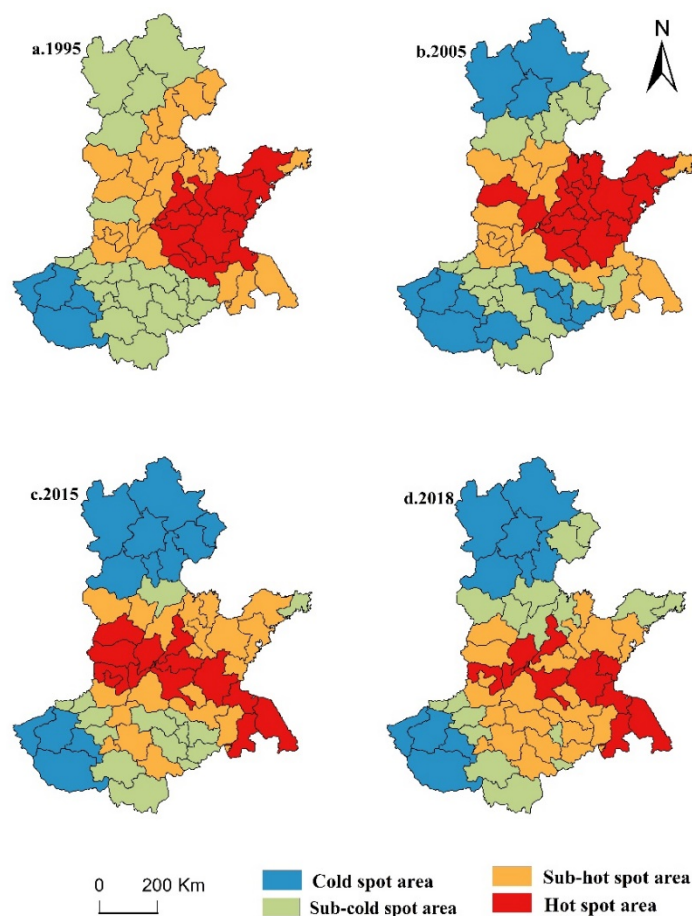 a.1995
b.2005
N
c.2015
d.2018
0 200 Km
Cold spot area
Sub-hot spot area
Sub-cold spot area
Hot spot area